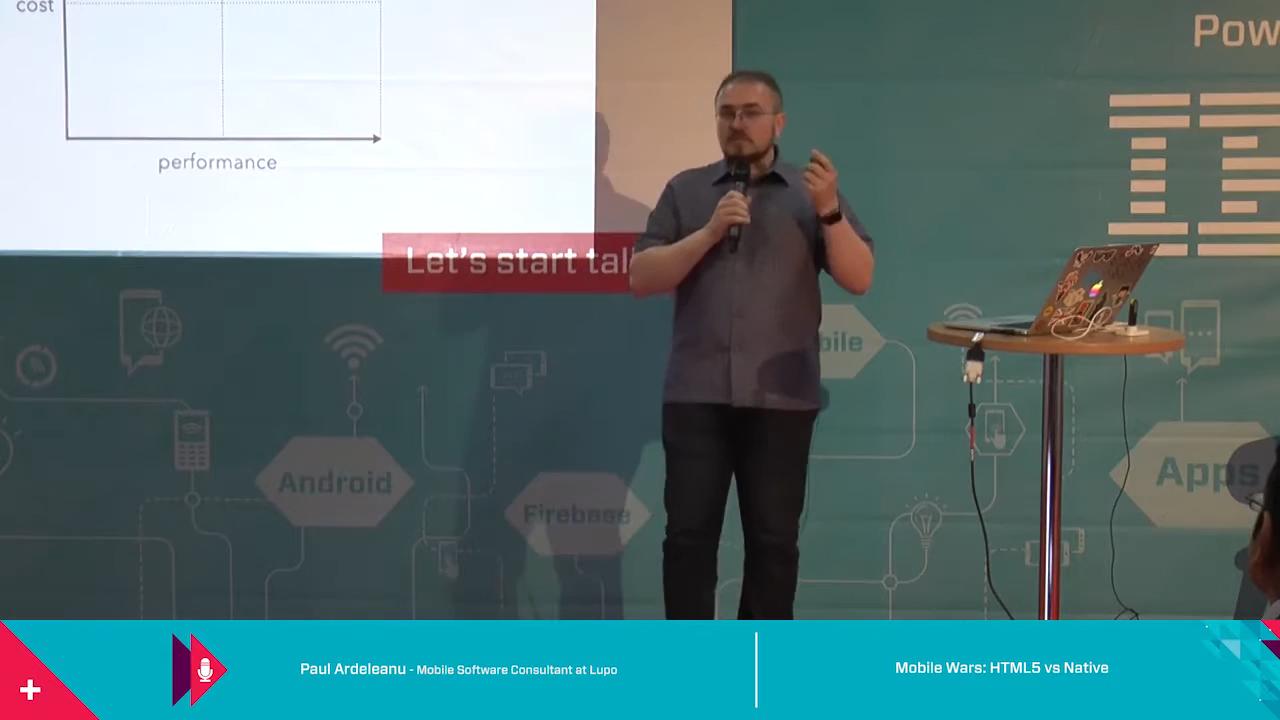 cost
performance
Pow
IBM
Let's start tal
bile
Android
Firebase
Apps
Paul Ardeleanu - Mobile Software Consultant at Lupo
Mobile Wars: HTML5 vs Native